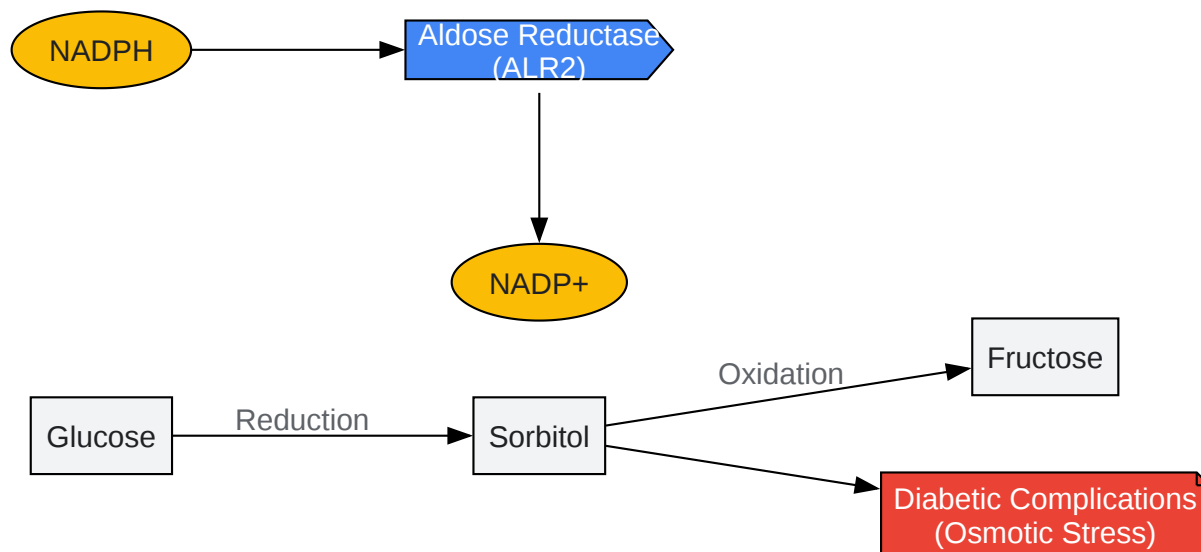 NADPH
Aldose Reductase
(ALR2)
NADP+
Fructose
Oxidation
Reduction
Glucose
Sorbitol
Diabetic Complications
(Osmotic Stress)